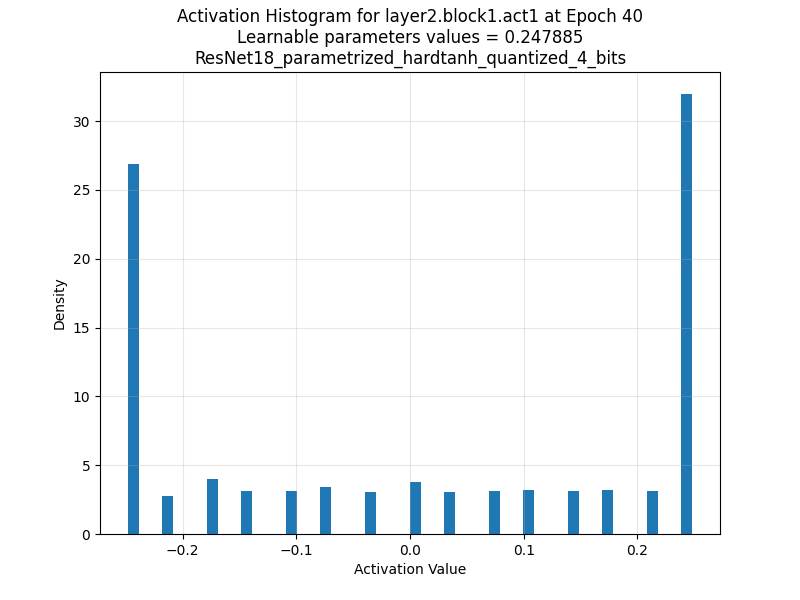 Activation Histogram for layer2.block1.act1 at Epoch 40
Learnable parameters values = 0.247885
ResNet18_parametrized_hardtanh_quantized_4_bits
30
25
20
15
10
5
0
Density
−0.2
−0.1
0.0
0.1
0.2
Activation Value